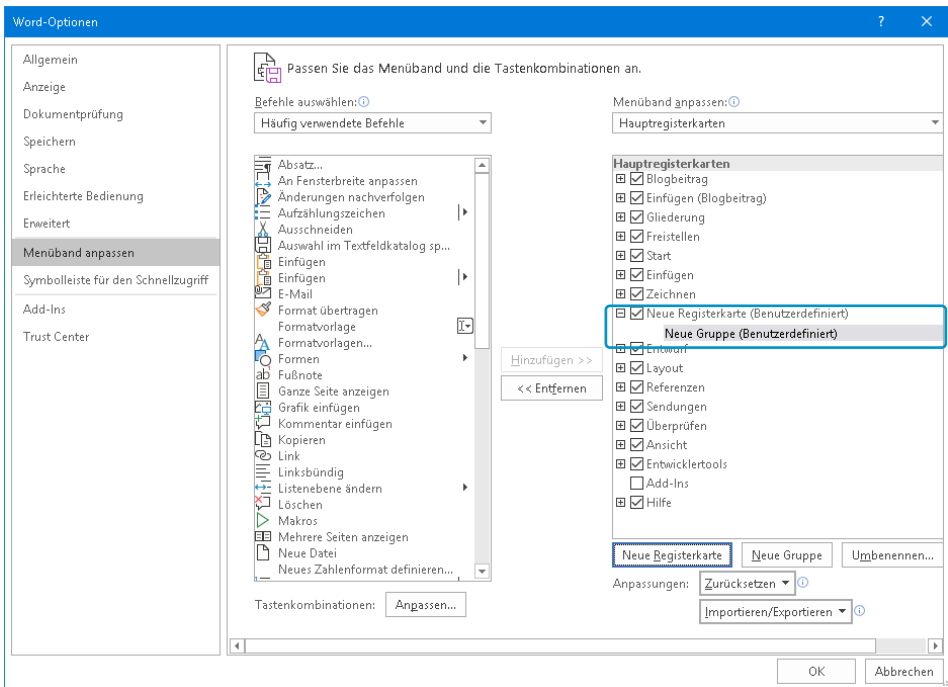 Word-Optionen
Allgemein
Anzeige
Dokumentprüfung
Speichern
Sprache
Erleichterte Bedienung
Erweitert
Menüband anpassen
Symbolleiste für den Schnellzugriff
Add-Ins
Trust Center
Passen Sie das Menüband und die Tastenkombinationen an.
Befehle auswählen:
Häufig verwendete Befehle
Absatz...
An Fensterbreite anpassen
Änderungen nachverfolgen
Aufzählungszeichen
Ausschneiden
Auswahl im Textfeldkatalog sp...
Einfügen
Einfügen
E-Mail
Format übertragen
Formatvorlage
Formatvorlagen...
Formen
Fußnote
Ganze Seite anzeigen
Grafik einfügen
Kommentar einfügen
Kopieren
Link
Linksbündig
Listenebene ändern
Löschen
Makros
Mehrere Seiten anzeigen
Neue Datei
Neues Zahlenformat definieren...
Tastenkombinationen: Anpassen...
Hinzufügen >>
<< Entfernen
Menüband anpassen:
Hauptregisterkarten
Hauptregisterkarten
Blogbeitrag
Einfügen (Blogbeitrag)
Gliederung
Freistellen
Start
Einfügen
Zeichnen
Neue Registerkarte (Benutzerdefiniert)
Neue Gruppe (Benutzerdefiniert)
Entwurf
Layout
Referenzen
Sendungen
Überprüfen
Ansicht
Entwicklertools
Add-Ins
Hilfe
Neue Registerkarte Neue Gruppe Umbenennen...
Anpassungen: Zurücksetzen
Importieren/Exportieren
OK Abbrechen